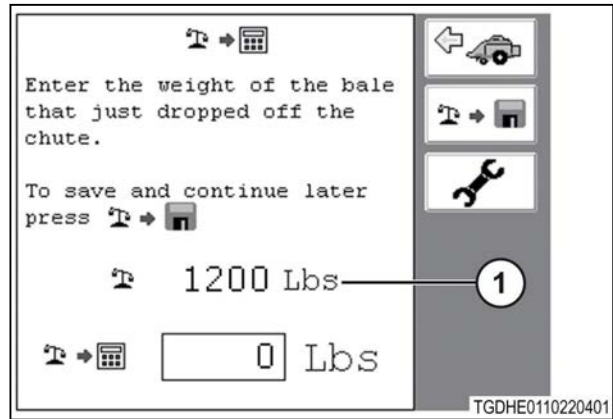 Enter the weight of the bale
that just dropped off the
chute.
To save and continue later
press
1200 Lbs
1
0 Lbs
TGDHE0110220401